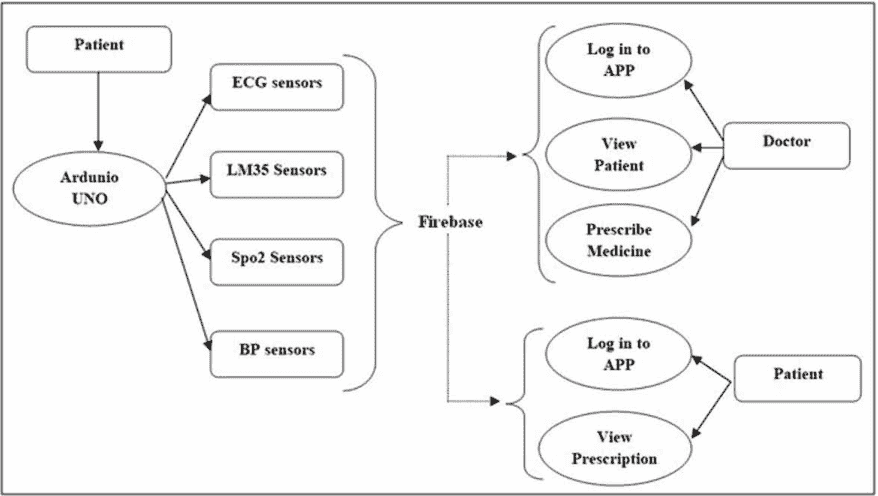 Patient
Ardunio
UNO
ECG sensors
LM35 Sensors
Spo2 Sensors
BP sensors
Firebase
Log in to
APP
View
Patient
Prescribe
Medicine
Doctor
Log in to
APP
View
Prescription
Patient